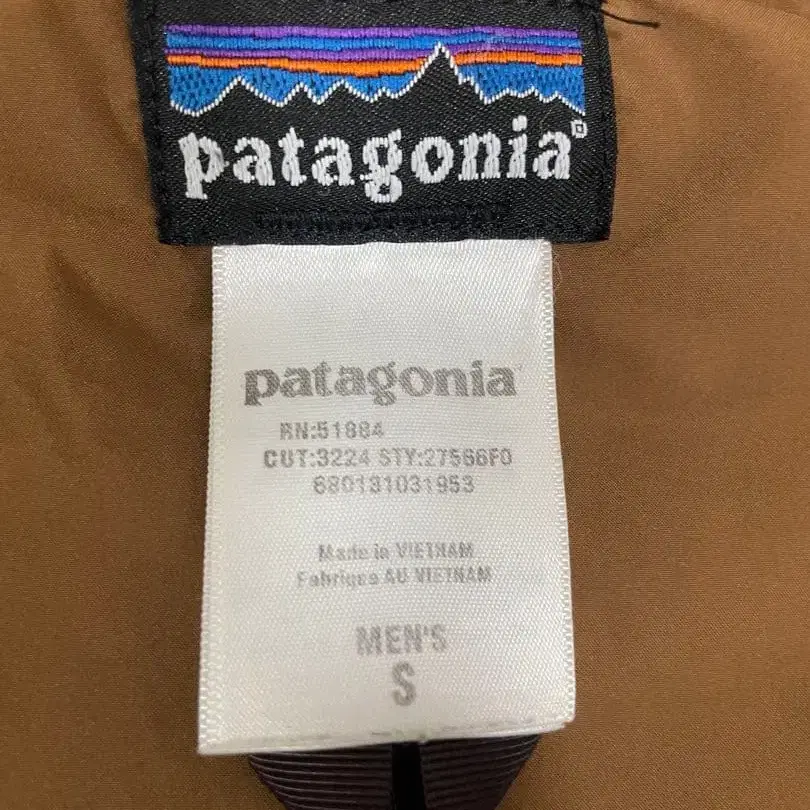 patagonia
patagonia
RN:51884
CUT:3224 STY:27566F0
680131031953
Made in VIETNAM
Fabrique AU VIETNAM
MEN'S
S